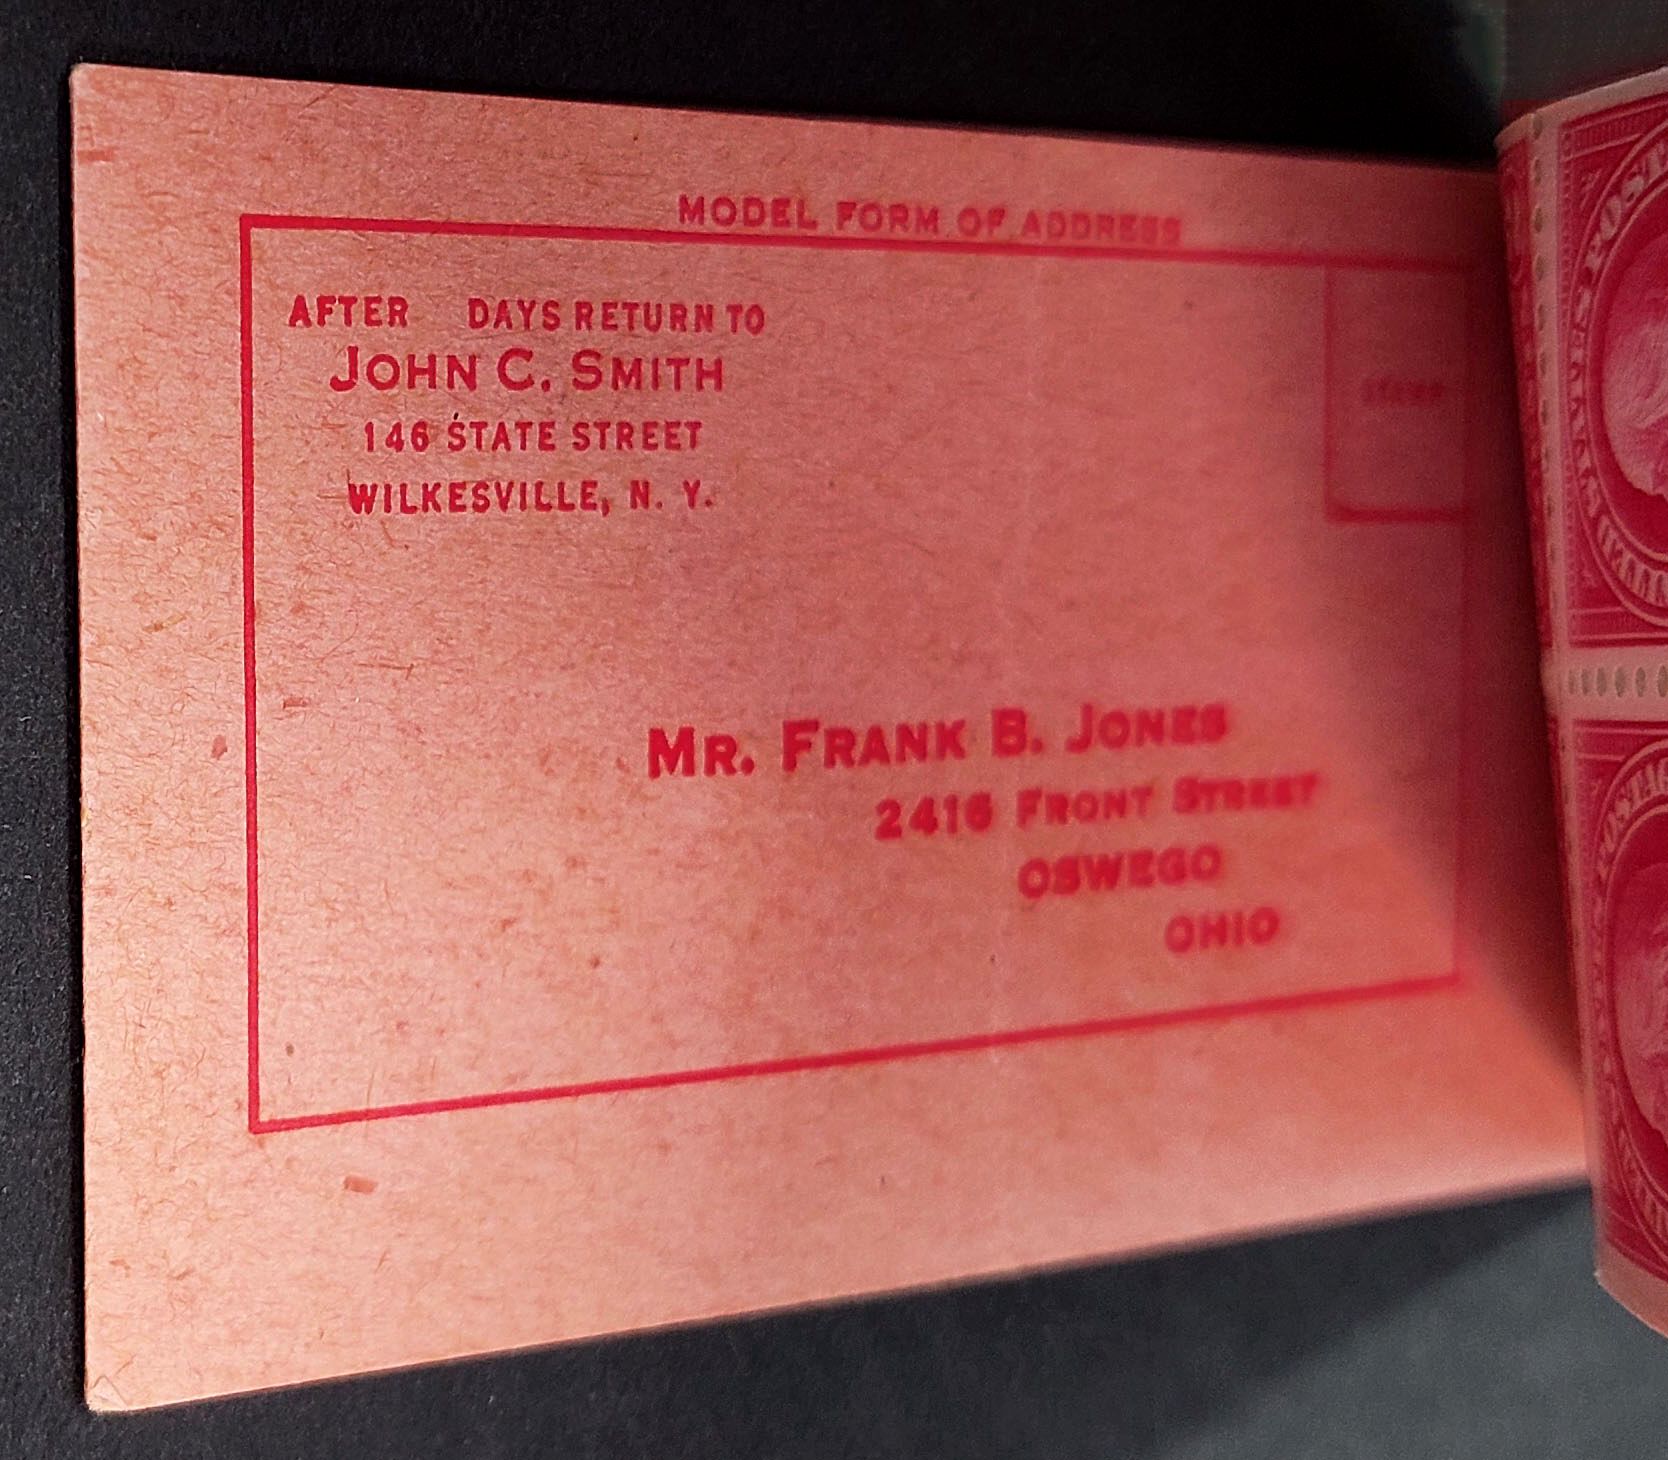 MODEL FORM OF ADDRESS
AFTER DAYS RETURN TO
JOHN C. SMITH
146 STATE STREET
WILKESVILLE, N. Y.
STAMP
MR. FRANK B. JONES
2416 FRONT STREET
OSWEGO
OHIO